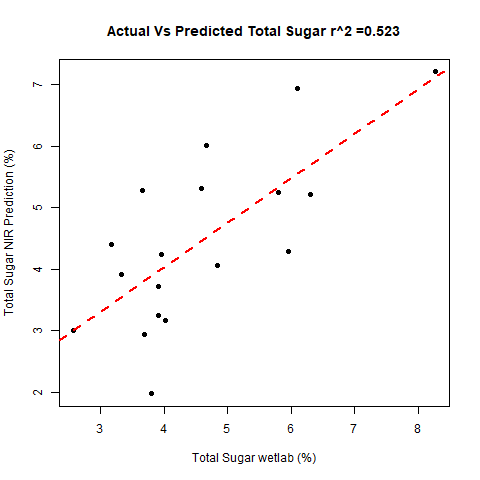 Actual Vs Predicted Total Sugar r^2 =0.523
Total Sugar NIR Prediction (%)
7
6
5
4
3
2
3 4 5 6 7 8
Total Sugar wetlab (%)